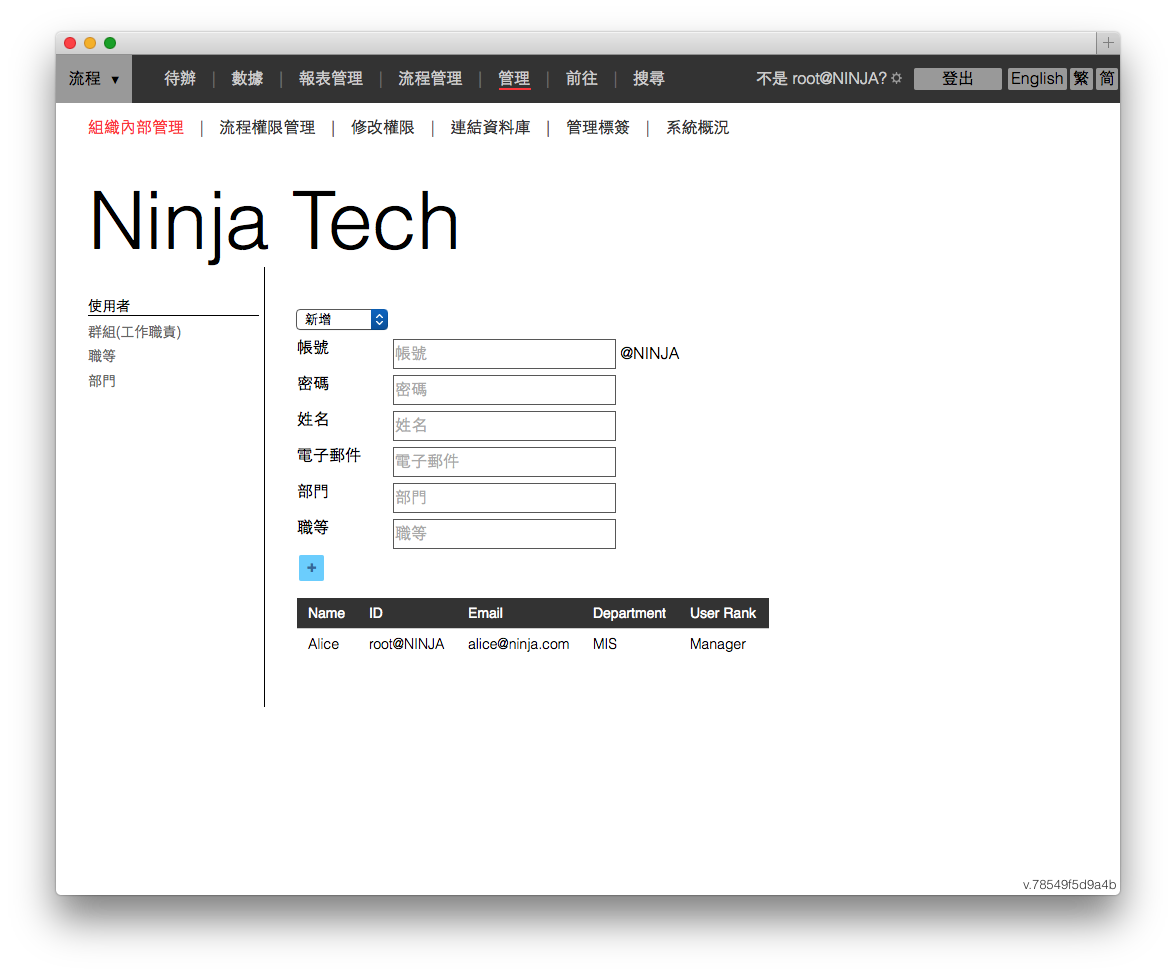 流程 ▼ 待辦 | 數據 | 報表管理 | 流程管理 | 管理 | 前往 | 搜尋 不是 root@NINJA? 登出 English 繁 简
組織內部管理 | 流程權限管理 | 修改權限 | 連結資料庫 | 管理標簽 | 系統概況
Ninja Tech
使用者
群組(工作職責)
職等
部門
新增
帳號 帳號 @NINJA
密碼 密碼
姓名 姓名
電子郵件 電子郵件
部門 部門
職等 職等
+
Name ID Email Department User Rank
Alice root@NINJA alice@ninja.com MIS Manager
v.78549f5d9a4b